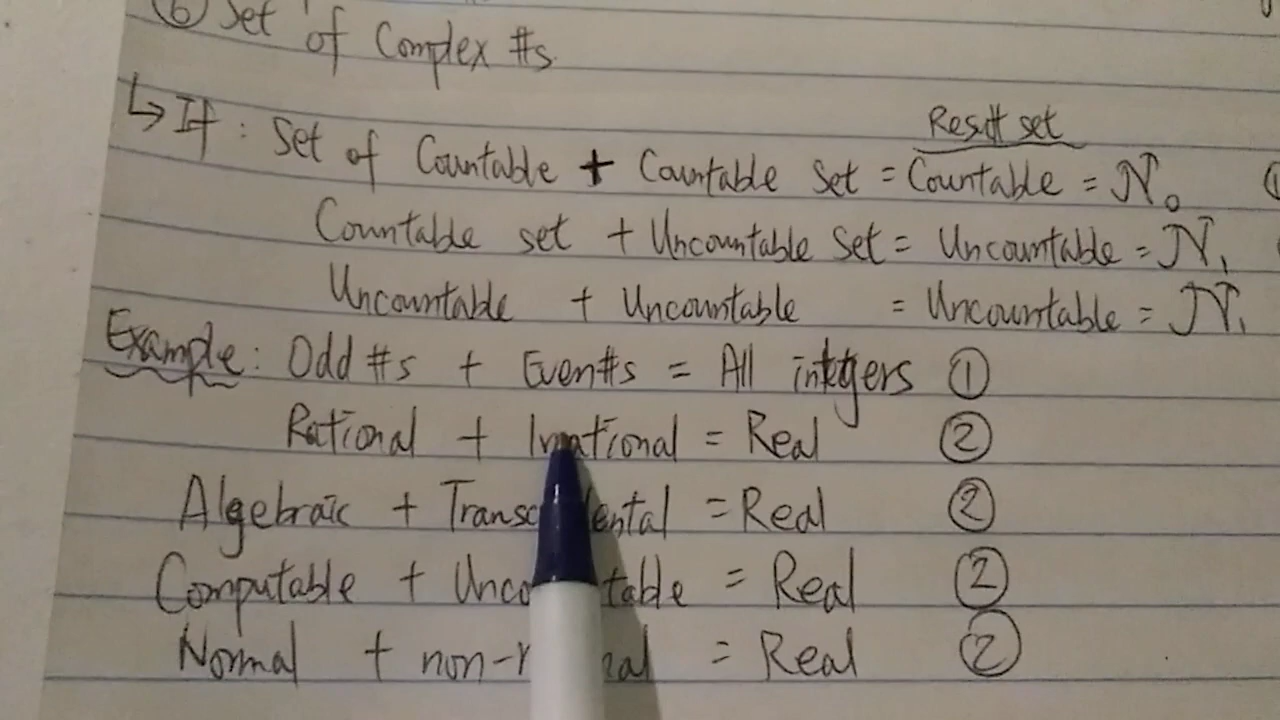 ⑥ Set of Complex #s
↳ If : Set of Countable + Countable Set = Countable = ℵ₀
Result set
Countable set + Uncountable Set = Uncountable = ℵ₁
Uncountable + Uncountable = Uncountable = ℵ₁
Example: Odd #s + Even #s = All integers ①
Rational + Irrational = Real ②
Algebraic + = Real ②
Computable + = Real ②
Normal + = Real ②